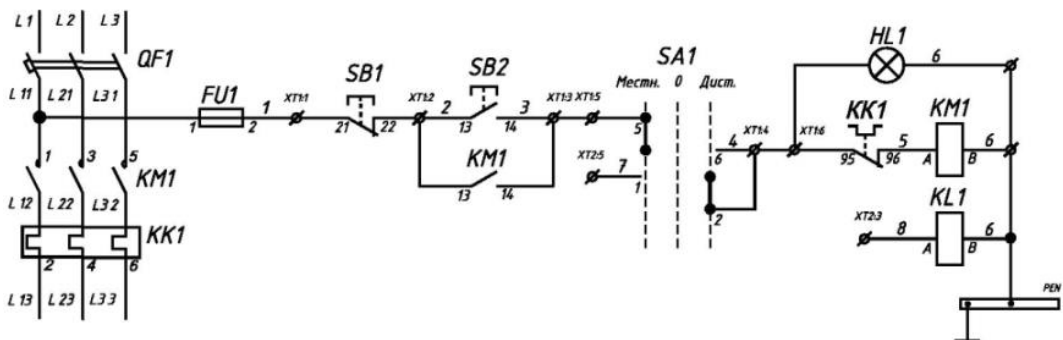 L1 L2 L3
QF1
L11 L21 L31
FU1
1 2
1
XT1:1
SB1
21 22
XT1:2
2
SB2
13 14
3
XT1:3 XT1:5
KM1
13 14
XT2:5
7
SA1
Местн. 0 Дист.
5
1
6
2
4
XT1:4
XT1:6
HL1
6
KK1
95 96
5
KM1
A B
6
KL1
XT2:3
8
A B
6
PEN
1 3 5
KM1
L12 L22 L32
KK1
2 4 6
L13 L23 L33